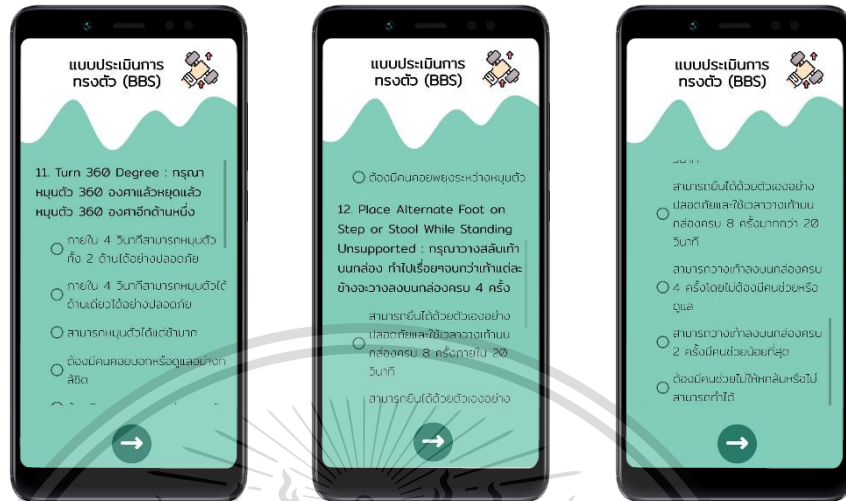 แบบประเมินการ
ทรงตัว (BBS)
11. Turn 360 Degree : กรุณา
หมุนตัว 360 องศาแล้วหยุดแล้ว
หมุนตัว 360 องศาอีกด้านหนึ่ง
ภายใน 4 วินาทีสามารถหมุนตัว
ทั้ง 2 ด้านได้อย่างปลอดภัย
ภายใน 4 วินาทีสามารถหมุนตัวได้
ด้านเดียวได้อย่างปลอดภัย
สามารถหมุนตัวได้แต่ช้ามาก
ต้องมีคนคอยบอกหรือดูแลอย่างใก
ล้ชิด
แบบประเมินการ
ทรงตัว (BBS)
ต้องมีคนคอยพยุงระหว่างหมุนตัว
12. Place Alternate Foot on
Step or Stool While Standing
Unsupported : กรุณาวางสลับเท้า
บนกล่อง ทำไปเรื่อยๆจนกว่าเท้าแต่ละ
ข้างจะวางลงบนกล่องครบ 4 ครั้ง
สามารถยืนได้ด้วยตัวเองอย่าง
ปลอดภัยและใช้เวลาวางเท้าบน
กล่องครบ 8 ครั้งภายใน 20
วินาที
สามารถยืนได้ด้วยตัวเองอย่าง
แบบประเมินการ
ทรงตัว (BBS)
วินาที
สามารถยืนได้ด้วยตัวเองอย่าง
ปลอดภัยและใช้เวลาวางเท้าบน
กล่องครบ 8 ครั้งมากกว่า 20
วินาที
สามารถวางเท้าลงบนกล่องครบ
4 ครั้งโดยไม่ต้องมีคนช่วยหรือ
ดูแล
สามารถวางเท้าลงบนกล่องครบ
2 ครั้งมีคนช่วยน้อยที่สุด
ต้องมีคนช่วยไม่ให้หกล้มหรือไม่
สามารถทำได้